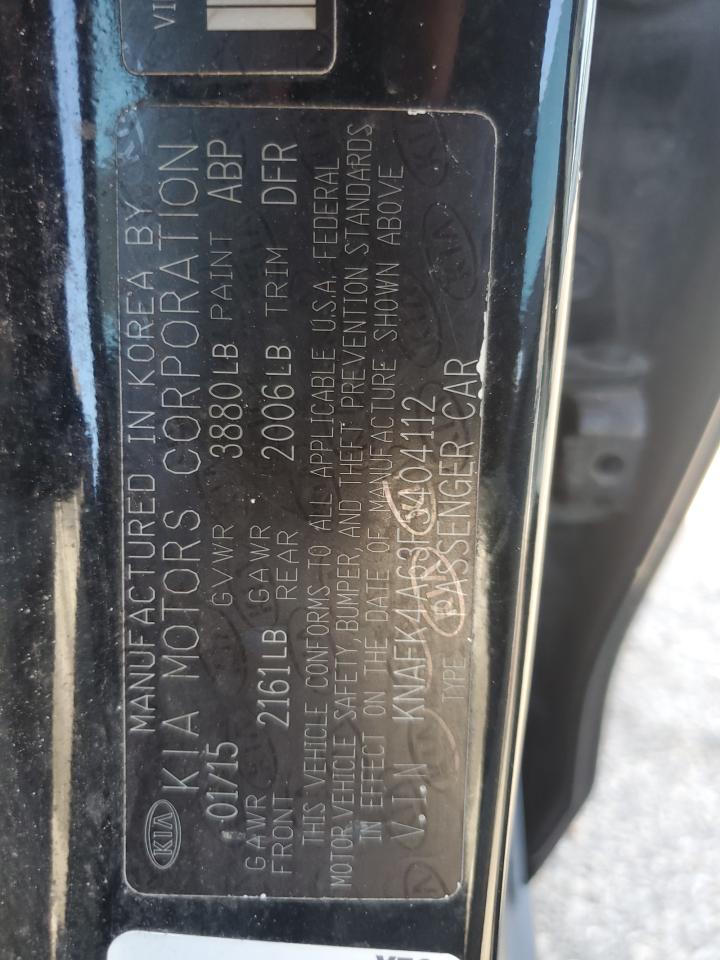 VI
MANUFACTURED IN KOREA BY
KIA
KIA MOTORS CORPORATION
01/15 GVWR 3880LB PAINT ABP
GAWR FRONT 2161LB GAWR REAR 2006LB TRIM DFR
THIS VEHICLE CONFORMS TO ALL APPLICABLE U.S.A. FEDERAL
MOTOR VEHICLE SAFETY, BUMPER, AND THEFT PREVENTION STANDARDS
IN EFFECT ON THE DATE OF MANUFACTURE SHOWN ABOVE
V.I.N
TYPE : PASSENGER CAR